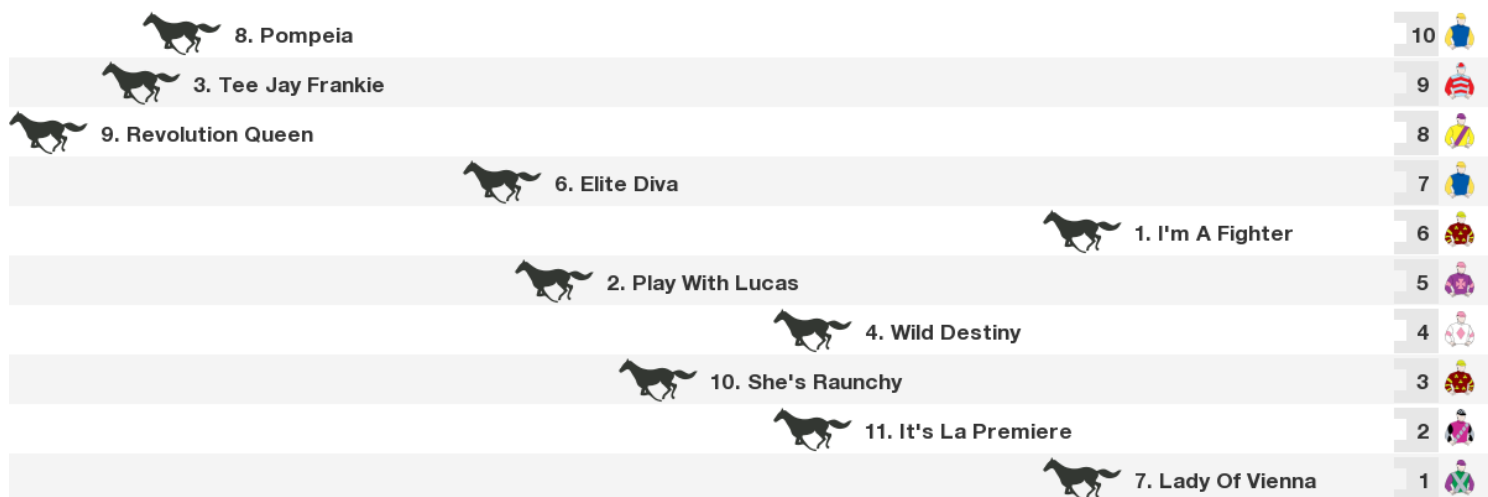 8. Pompeia 10
3. Tee Jay Frankie 9
9. Revolution Queen 8
6. Elite Diva 7
1. I'm A Fighter 6
2. Play With Lucas 5
4. Wild Destiny 4
10. She's Raunchy 3
11. It's La Premiere 2
7. Lady Of Vienna 1